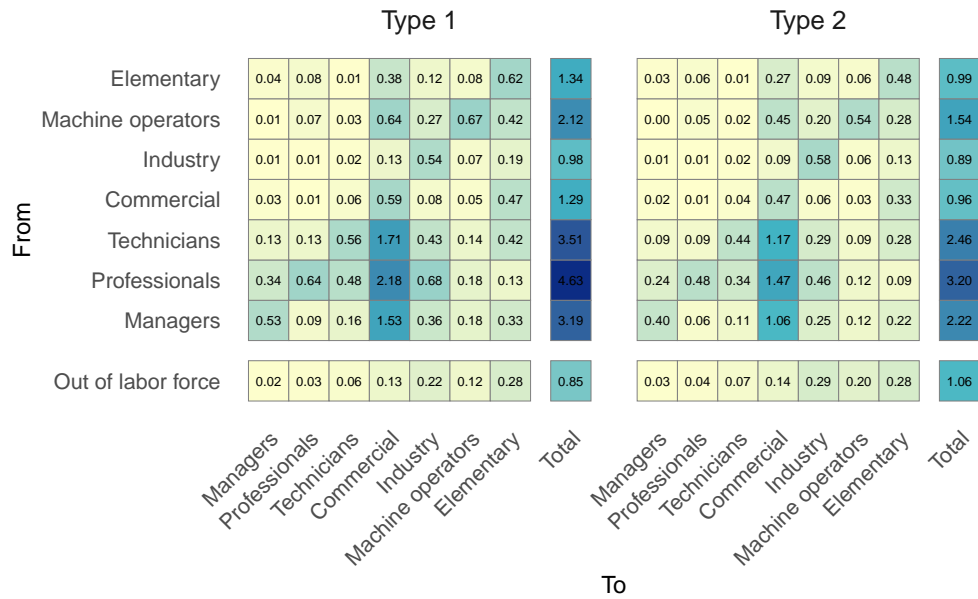 Type 1 Type 2
Elementary 0.04 0.08 0.01 0.38 0.12 0.08 0.62 1.34 0.03 0.06 0.01 0.27 0.09 0.06 0.48 0.99
Machine operators 0.01 0.07 0.03 0.64 0.27 0.67 0.42 2.12 0.00 0.05 0.02 0.45 0.20 0.54 0.28 1.54
Industry 0.01 0.01 0.02 0.13 0.54 0.07 0.19 0.98 0.01 0.01 0.02 0.09 0.58 0.06 0.13 0.89
Commercial 0.03 0.01 0.06 0.59 0.08 0.05 0.47 1.29 0.02 0.01 0.04 0.47 0.06 0.03 0.33 0.96
From
Technicians 0.13 0.13 0.56 1.71 0.43 0.14 0.42 3.51 0.09 0.09 0.44 1.17 0.29 0.09 0.28 2.46
Professionals 0.34 0.64 0.48 2.18 0.68 0.18 0.13 4.63 0.24 0.48 0.34 1.47 0.46 0.12 0.09 3.20
Managers 0.53 0.09 0.16 1.53 0.36 0.18 0.33 3.19 0.40 0.06 0.11 1.06 0.25 0.12 0.22 2.22
Out of labor force 0.02 0.03 0.06 0.13 0.22 0.12 0.28 0.85 0.03 0.04 0.07 0.14 0.29 0.20 0.28 1.06
Managers Professionals Technicians Commercial Industry Machine operators Elementary Total Managers Professionals Technicians Commercial Industry Machine operators Elementary Total
To